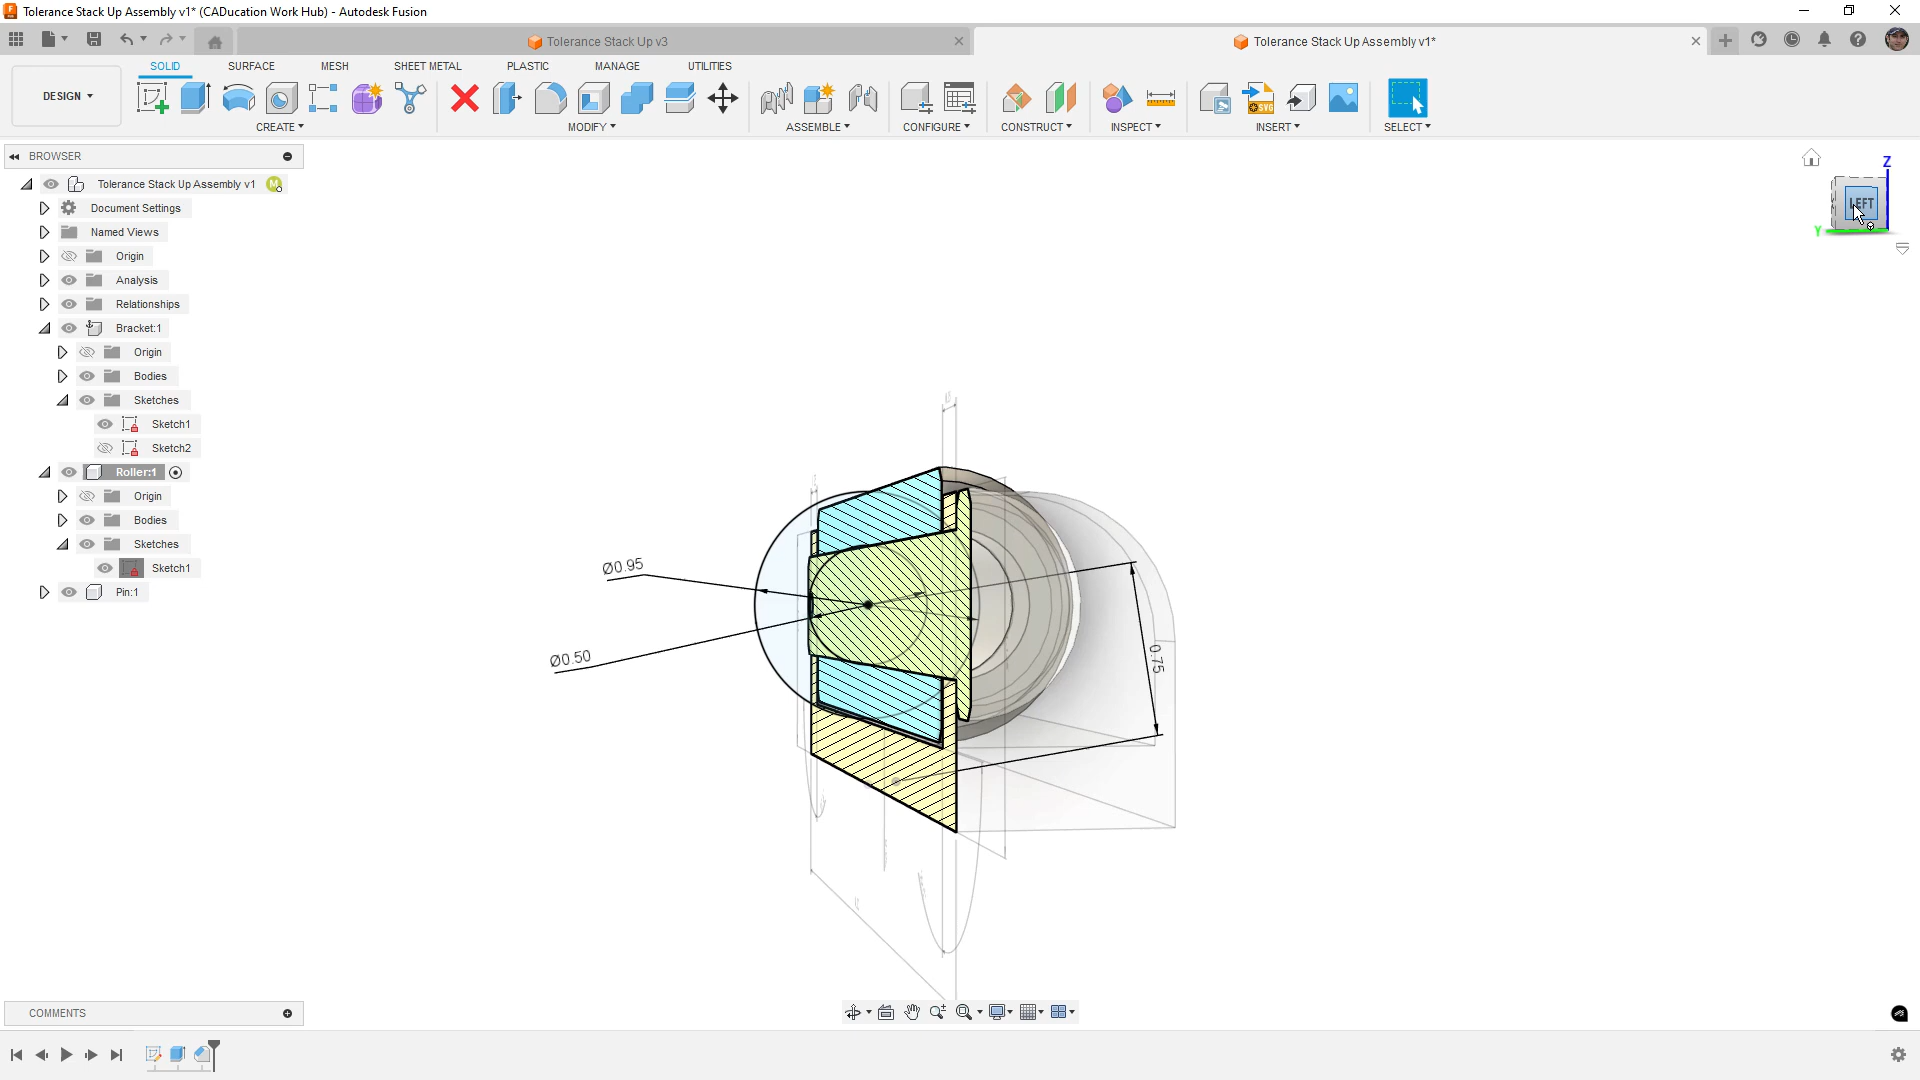 Tolerance Stack Up Assembly v1* (CADucation Work Hub) - Autodesk Fusion
Tolerance Stack Up v3
Tolerance Stack Up Assembly v1*
DESIGN
SOLID SURFACE MESH SHEET METAL PLASTIC MANAGE UTILITIES
CREATE MODIFY ASSEMBLE CONFIGURE CONSTRUCT INSPECT INSERT SELECT
BROWSER
Tolerance Stack Up Assembly v1
M
Document Settings
Named Views
Origin
Analysis
Relationships
Bracket:1
Origin
Bodies
Sketches
Sketch1
Sketch2
Roller:1
Origin
Bodies
Sketches
Sketch1
Pin:1
Z
LEFT
Y
Ø0.95
Ø0.50
0.75
COMMENTS